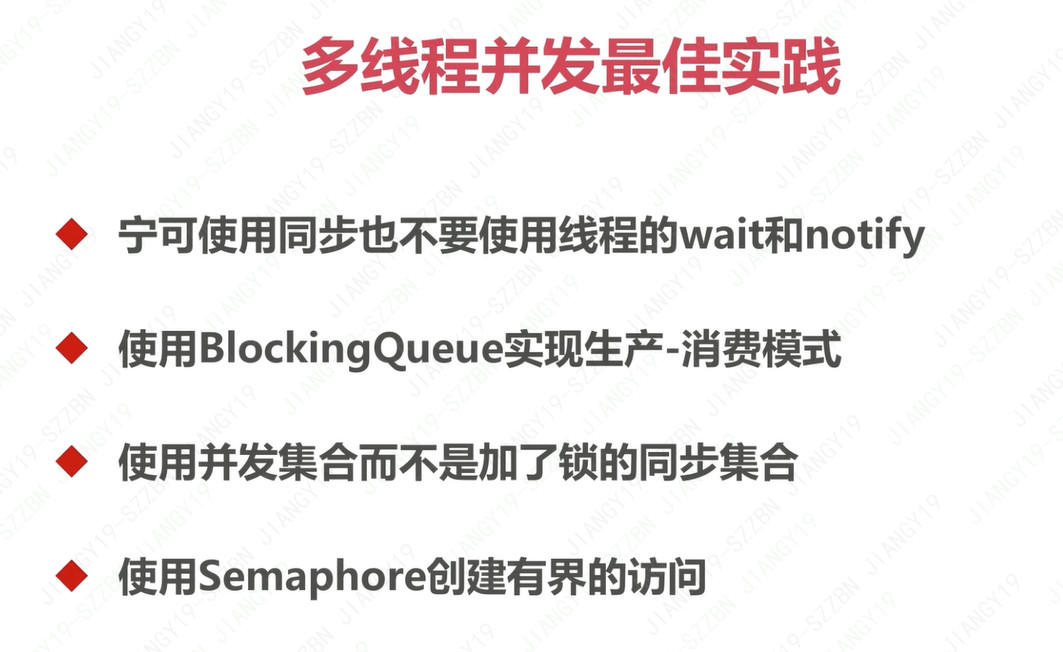 多线程并发最佳实践
宁可使用同步也不要使用线程的wait和notify
使用BlockingQueue实现生产-消费模式
使用并发集合而不是加了锁的同步集合
使用Semaphore创建有界的访问
JIANGY19-SZZBN